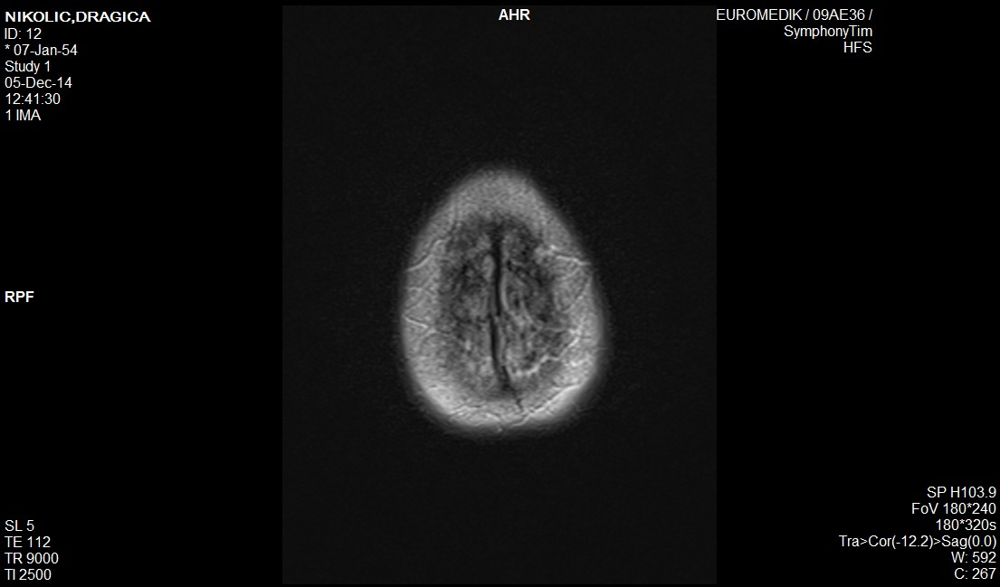 NIKOLIC,DRAGICA
ID: 12
* 07-Jan-54
Study 1
05-Dec-14
12:41:30
1 IMA
AHR
EUROMEDIK / 09AE36 /
SymphonyTim
HFS
RPF
SL 5
TE 112
TR 9000
TI 2500
SP H103.9
FoV 180*240
180*320s
Tra>Cor(-12.2)>Sag(0.0)
W: 592
C: 267